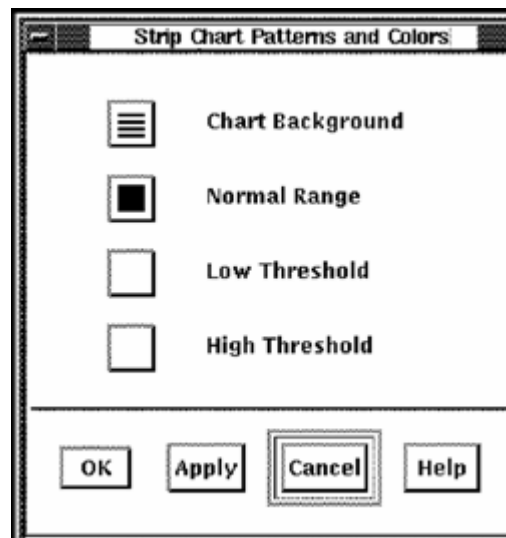 Strip Chart Patterns and Colors
Chart Background
Normal Range
Low Threshold
High Threshold
OK Apply Cancel Help